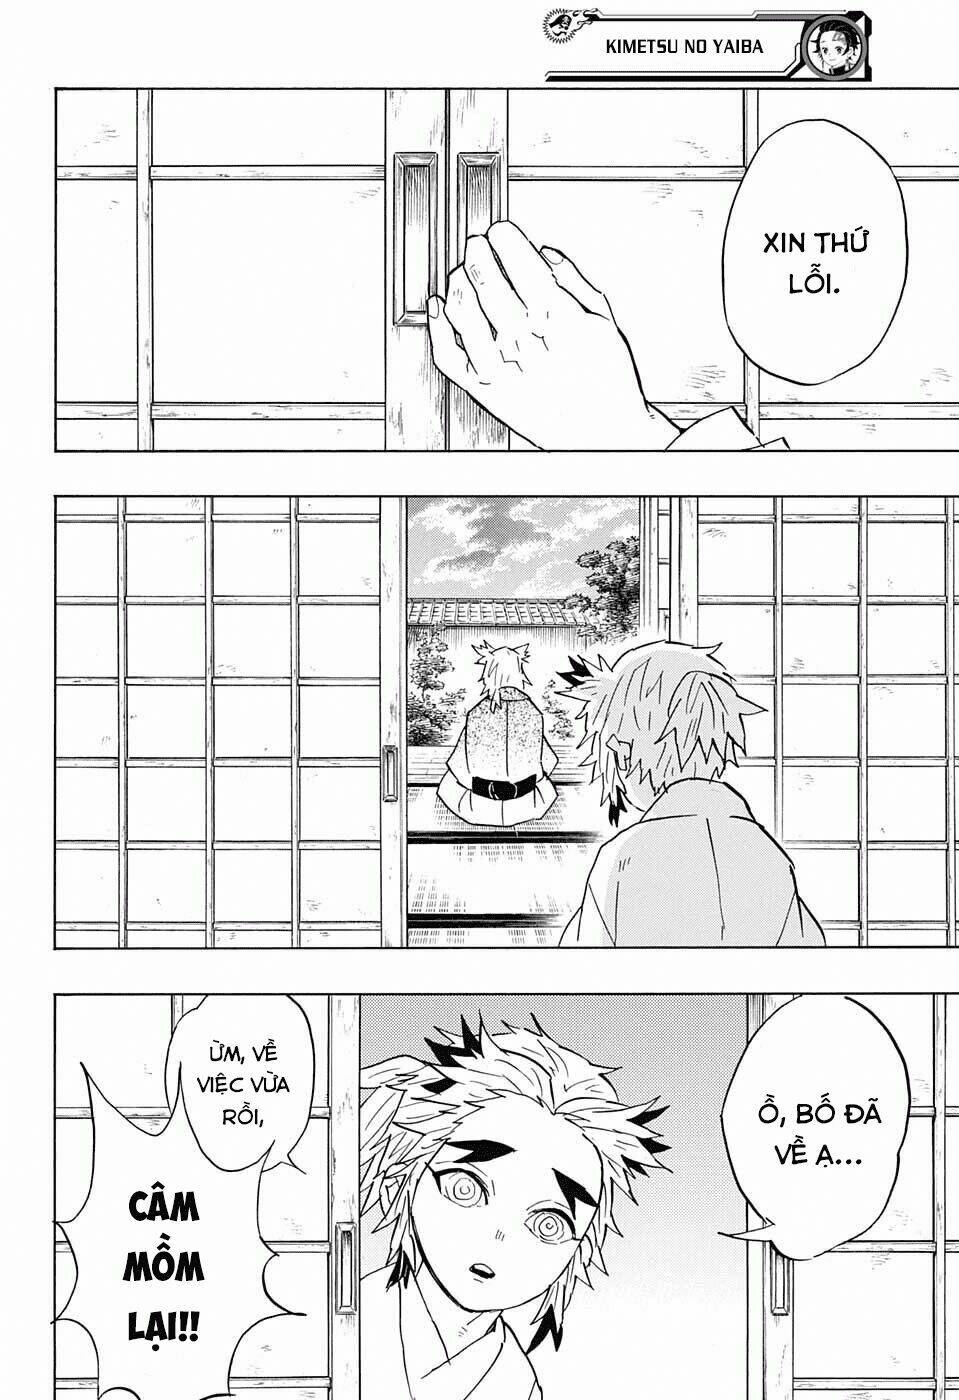 KIMETSU NO YAIBA
XIN THỨ
LỖI.
Ồ, BỐ ĐÃ
VỀ Ạ...
ỪM, VỀ
VIỆC VỪA
RỒI,
CÂM
MỒM
LẠI!!